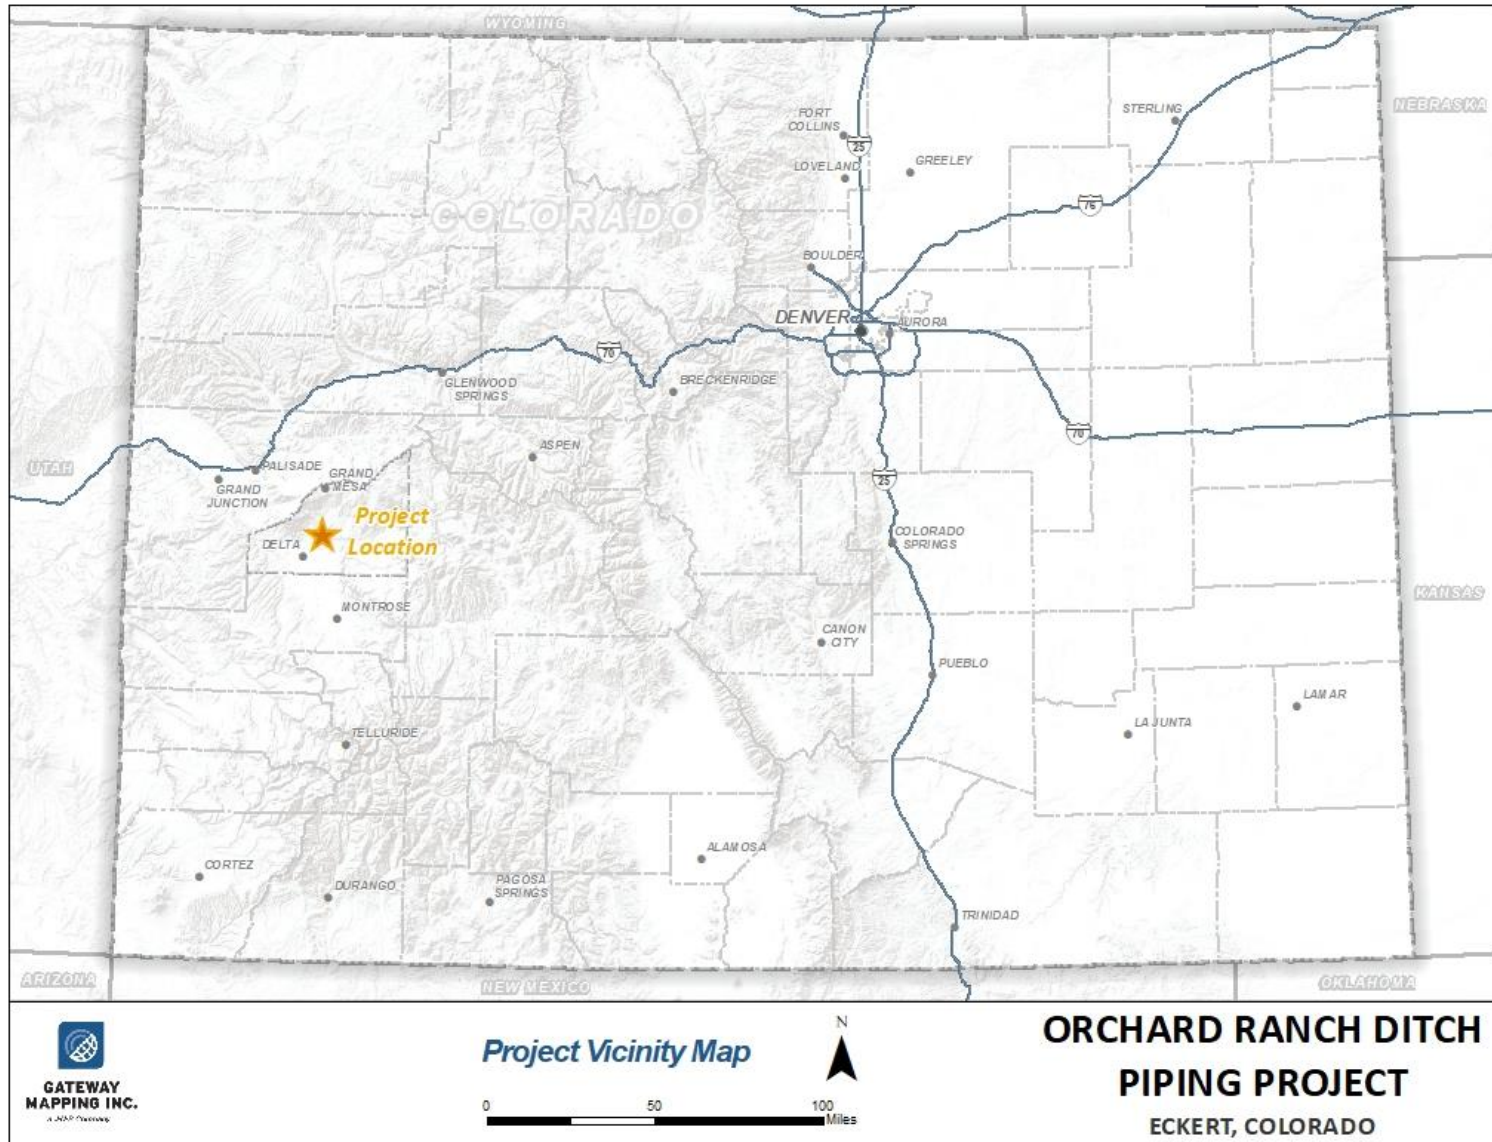 WYOMING
NEBRASKA
STERLING
FORT
COLLINS
25
LOVELAND
GREELEY
76
COLORADO
BOULDER
DENVER
AURORA
70
GLENWOOD
SPRINGS
BRECKENRIDGE
70
ASPEN
UTAH
PALISADE
GRAND
MESA
GRAND
JUNCTION
25
Project
Location
DELTA
COLORADO
SPRINGS
KANSAS
MONTROSE
CANON
CITY
PUEBLO
LAMAR
LA JUNTA
TELLURIDE
ALAMOSA
CORTEZ
DURANGO
PAGOSA
SPRINGS
TRINIDAD
ARIZONA
NEW MEXICO
OKLAHOMA
GATEWAY
MAPPING INC.
Project Vicinity Map
N
0 50 100
Miles
ORCHARD RANCH DITCH
PIPING PROJECT
ECKERT, COLORADO